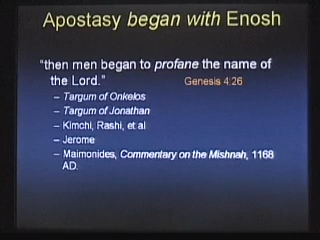 Apostasy began with Enosh
“then men began to profane the name of
the Lord.” Genesis 4:26
– Targum of Onkelos
– Targum of Jonathan
– Kimchi, Rashi, et al
– Jerome
– Maimonides, Commentary on the Mishnah, 1168
AD.